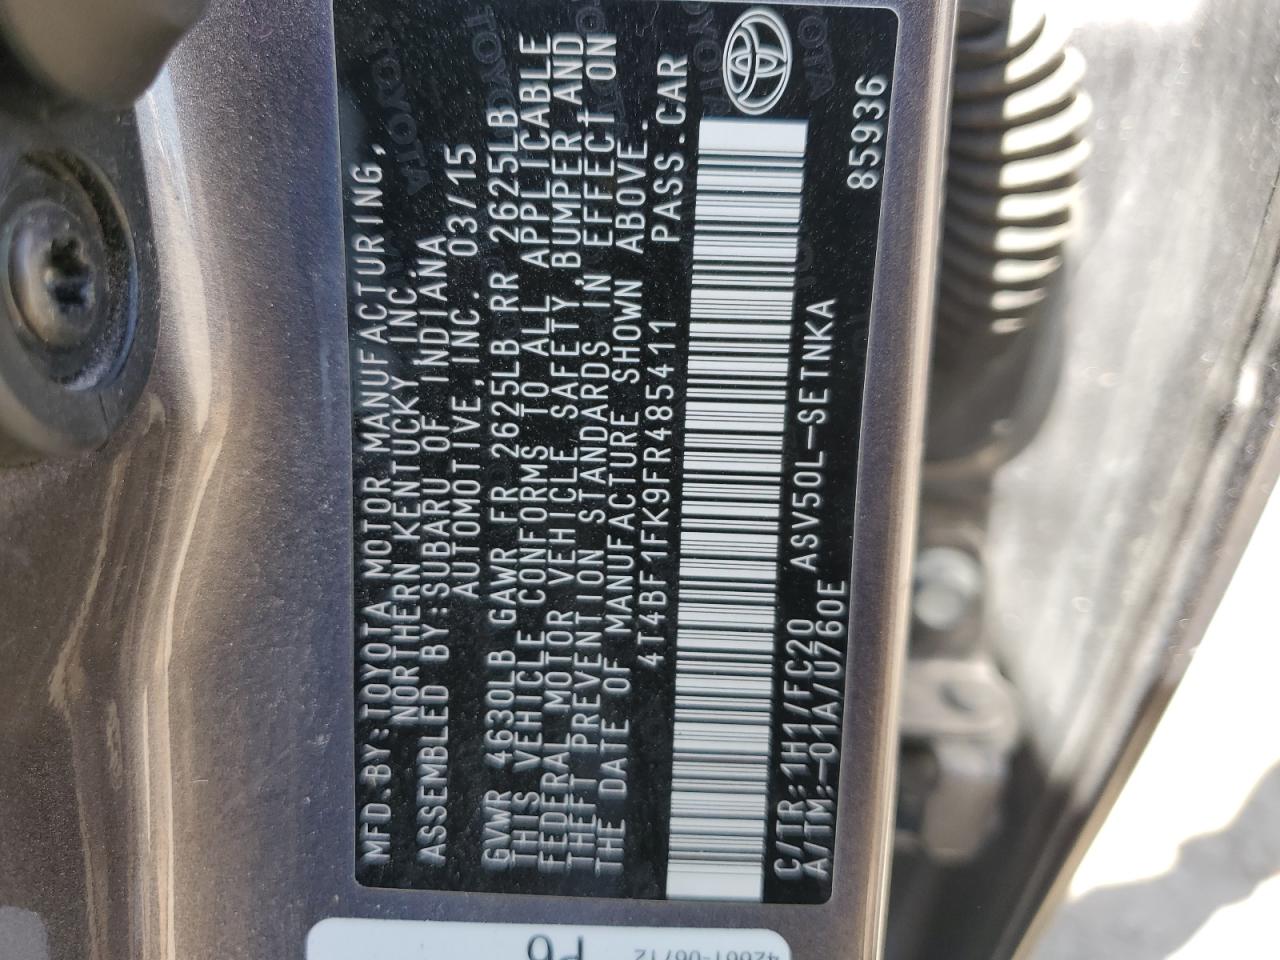 MFD.BY:TOYOTA MOTOR MANUFACTURING,
NORTHERN KENTUCKY INC.
ASSEMBLED BY:SUBARU OF INDIANA
AUTOMOTIVE,INC. 03/15
GVWR 4630LB GAWR FR 2625LB RR 2625LB
THIS VEHICLE CONFORMS TO ALL APPLICABLE
FEDERAL MOTOR VEHICLE SAFETY,BUMPER AND
THEFT PREVENTION STANDARDS IN EFFECT ON
THE DATE OF MANUFACTURE SHOWN ABOVE.
4T4BF1FK9FR485411 PASS.CAR
C/TR:1H1/FC20 ASV50L-SETNKA
A/TM:-01A/U760E
85936
P6
42661-06712